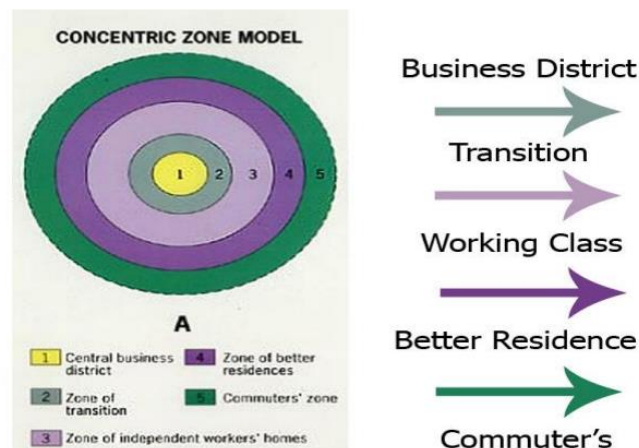 CONCENTRIC ZONE MODEL
1 2 3 4 5
A
1 Central business
district
4 Zone of better
residences
2 Zone of
transition
5 Commuters' zone
3 Zone of independent workers' homes
Business District
Transition
Working Class
Better Residence
Commuter's